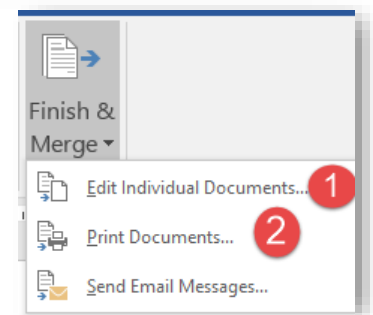 Finish &
Merge
Edit Individual Documents... 1
Print Documents... 2
Send Email Messages...